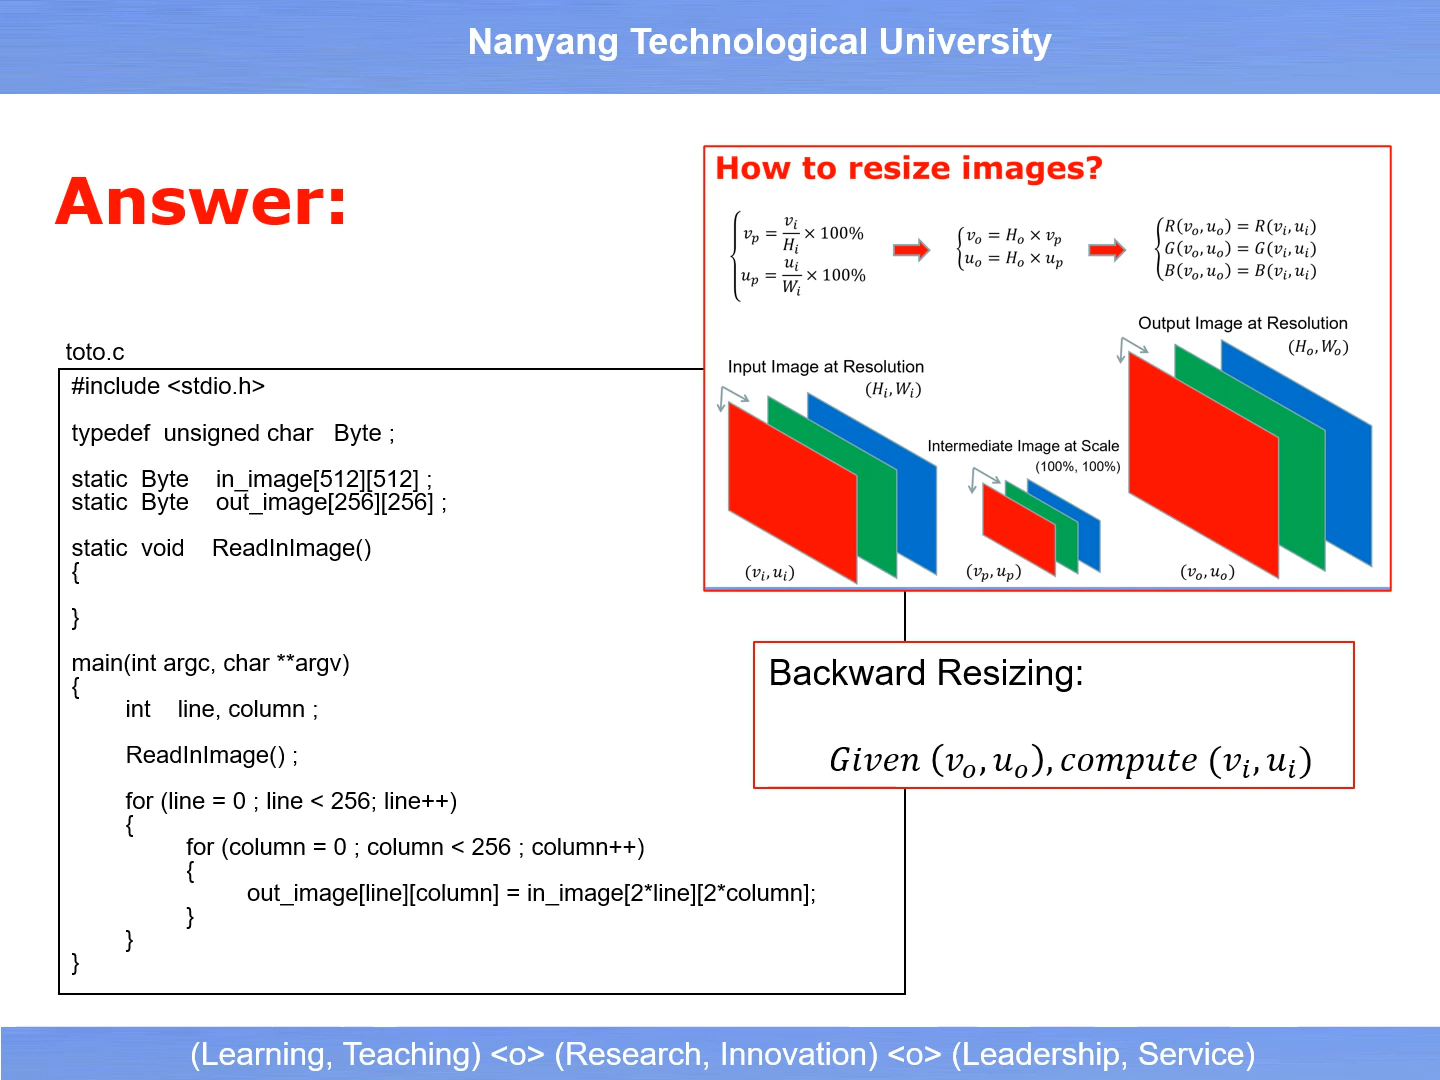 Nanyang Technological University
Answer:
How to resize images?
v_p = v_i / H_i × 100%
u_p = u_i / W_i × 100%
v_o = H_o × v_p
u_o = H_o × u_p
R(v_o, u_o) = R(v_i, u_i)
G(v_o, u_o) = G(v_i, u_i)
B(v_o, u_o) = B(v_i, u_i)
Input Image at Resolution
(H_i, W_i)
(v_i, u_i)
Intermediate Image at Scale
(100%, 100%)
(v_p, u_p)
Output Image at Resolution
(H_o, W_o)
(v_o, u_o)
toto.c
#include <stdio.h>
typedef unsigned char Byte ;
static Byte in_image[512][512] ;
static Byte out_image[256][256] ;
static void ReadInImage()
{
}
main(int argc, char **argv)
{
int line, column ;
ReadInImage() ;
for (line = 0 ; line < 256; line++)
{
for (column = 0 ; column < 256 ; column++)
{
out_image[line][column] = in_image[2*line][2*column];
}
}
}
Backward Resizing:
Given (v_o, u_o), compute (v_i, u_i)
(Learning, Teaching) <o> (Research, Innovation) <o> (Leadership, Service)